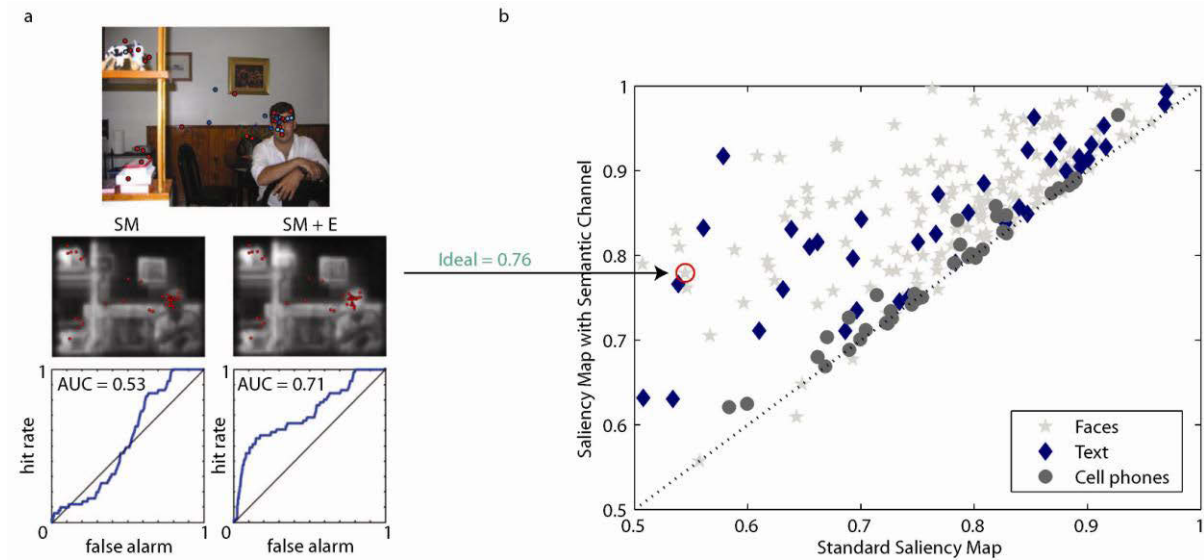 a
SM
SM + E
AUC = 0.53
AUC = 0.71
1
hit rate
0
false alarm
1
1
hit rate
0
false alarm
1
Ideal = 0.76
b
Saliency Map with Semantic Channel
1
0.9
0.8
0.7
0.6
0.5
0.5
0.6
0.7
0.8
0.9
1
Standard Saliency Map
Faces
Text
Cell phones